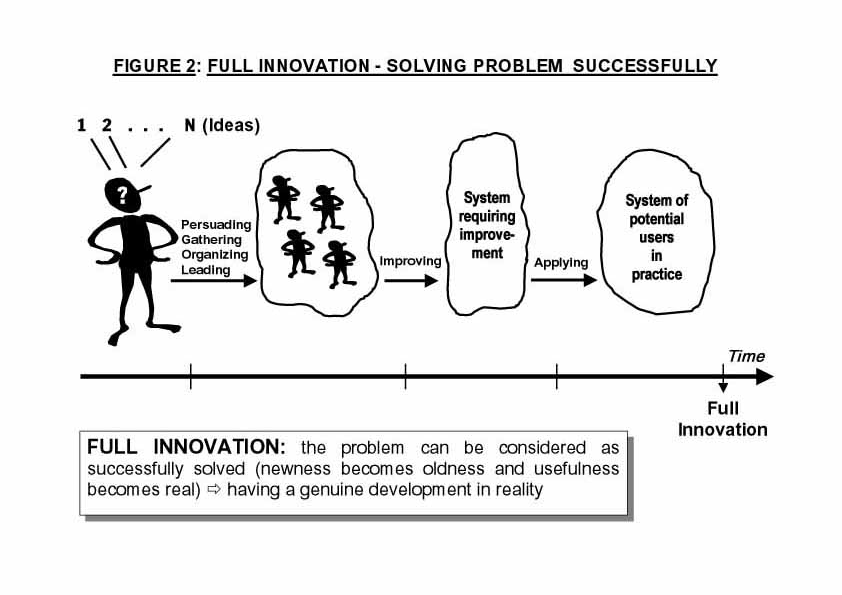 FIGURE 2: FULL INNOVATION - SOLVING PROBLEM SUCCESSFULLY
1 2 . . . N (Ideas)
?
Persuading
Gathering
Organizing
Leading
Improving
System
requiring
improve-
ment
Applying
System of
potential
users
in
practice
Time
Full
Innovation
FULL INNOVATION: the problem can be considered as
successfully solved (newness becomes oldness and usefulness
becomes real) ⇨ having a genuine development in reality